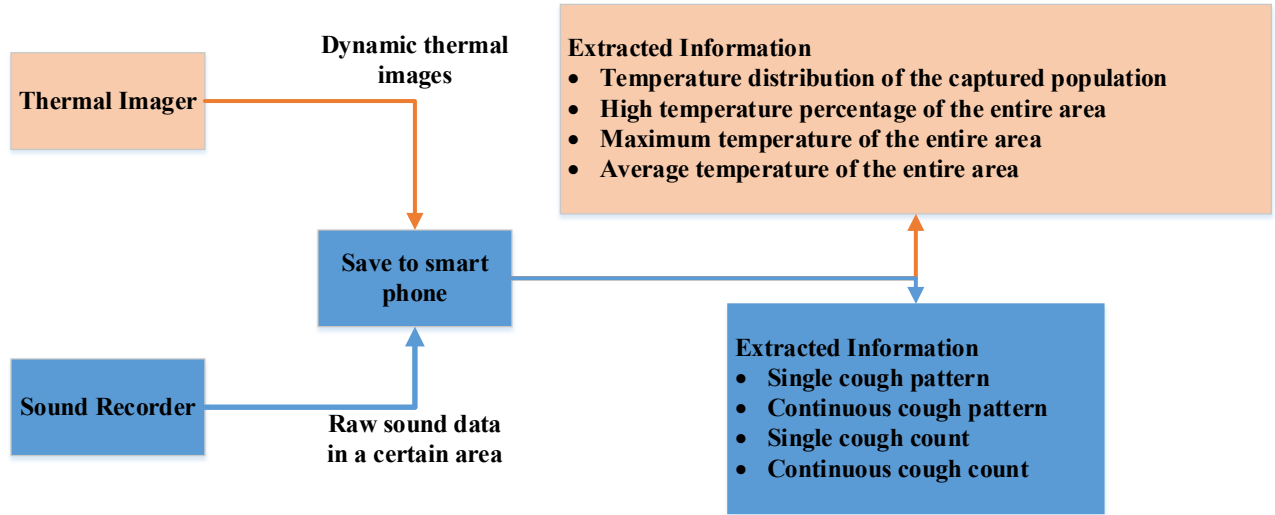 Thermal Imager
Dynamic thermal
images
Extracted Information
• Temperature distribution of the captured population
• High temperature percentage of the entire area
• Maximum temperature of the entire area
• Average temperature of the entire area
Save to smart
phone
Sound Recorder
Raw sound data
in a certain area
Extracted Information
• Single cough pattern
• Continuous cough pattern
• Single cough count
• Continuous cough count